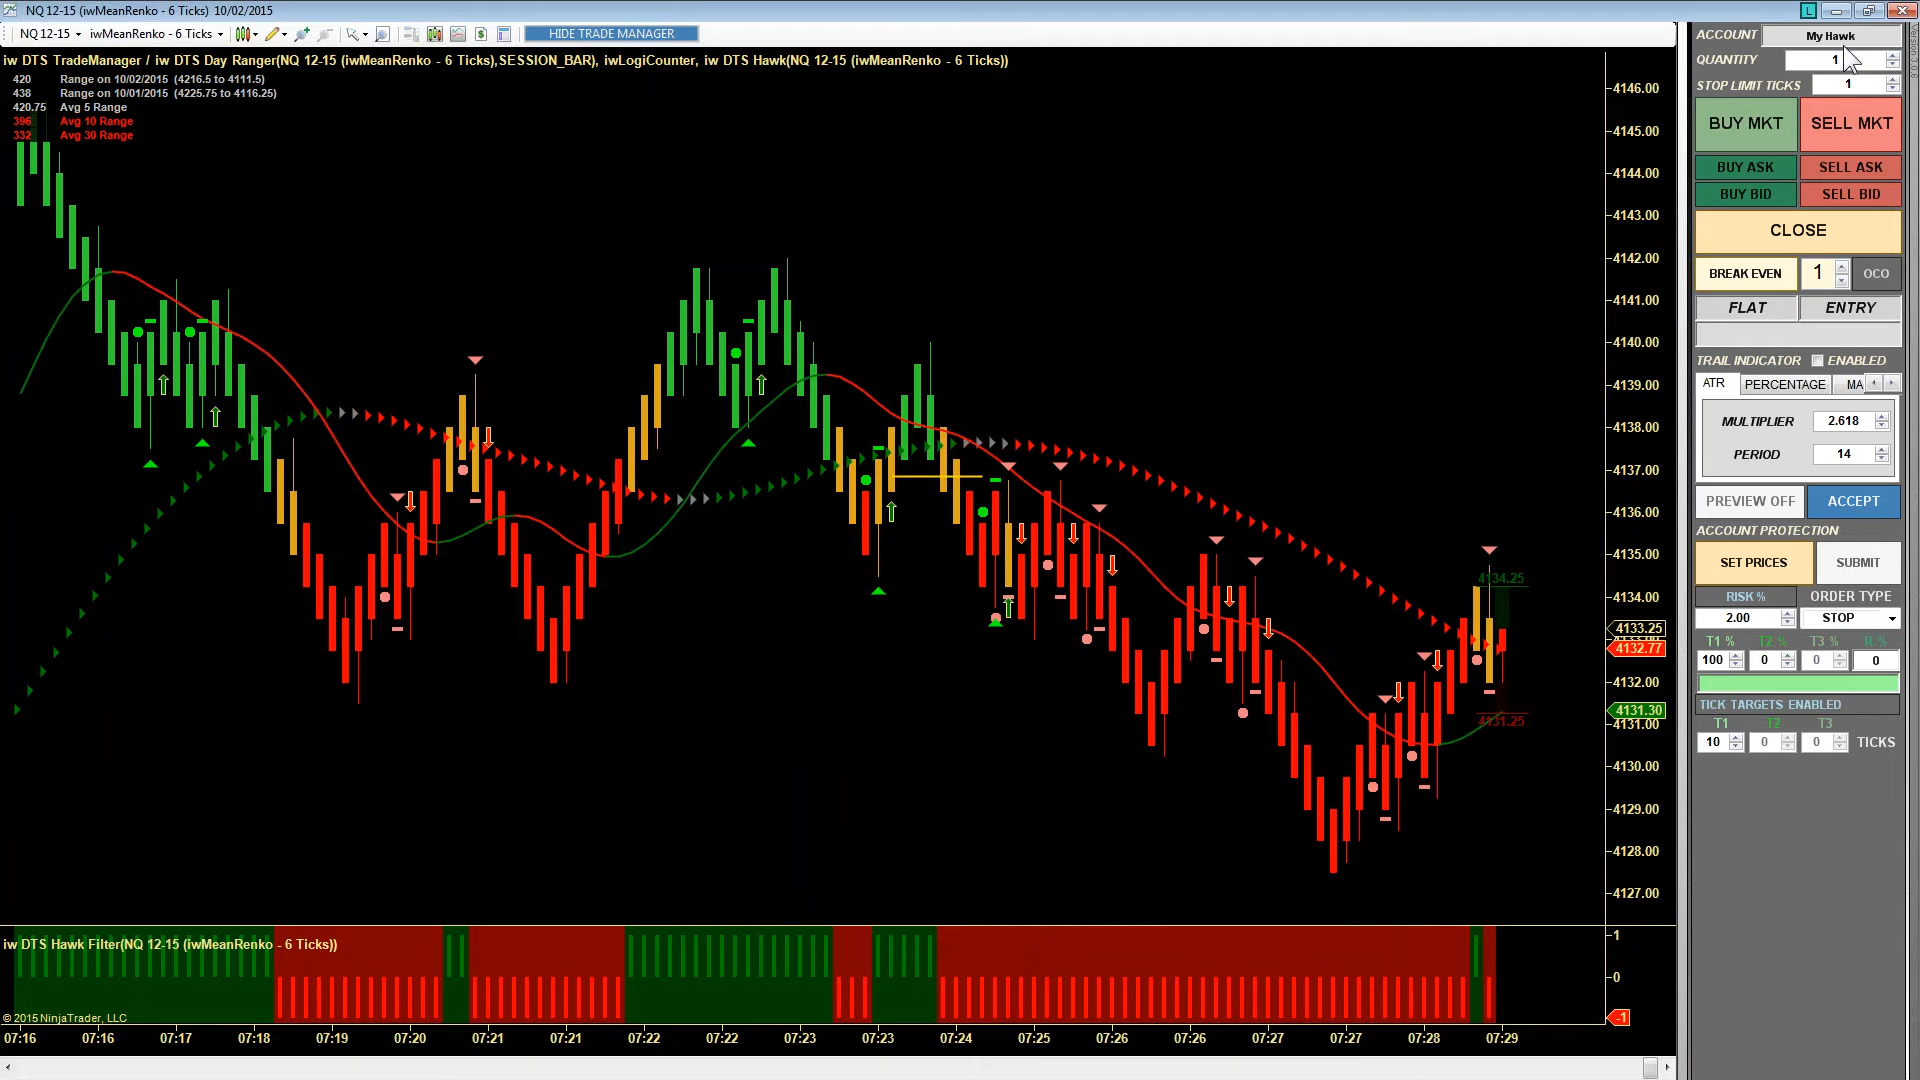 NQ 12-15 (iwMeanRenko - 6 Ticks)  10/02/2015
L
NQ 12-15 iwMeanRenko - 6 Ticks HIDE TRADE MANAGER
iw DTS TradeManager / iw DTS Day Ranger(NQ 12-15 (iwMeanRenko - 6 Ticks),SESSION_BAR), iwLogiCounter, iw DTS Hawk(NQ 12-15 (iwMeanRenko - 6 Ticks))
420 Range on 10/02/2015 (4216.5 to 4111.5)
438 Range on 10/01/2015 (4225.75 to 4116.25)
420.75 Avg 5 Range
396 Avg 10 Range
332 Avg 30 Range
4146.00
4145.00
4144.00
4143.00
4142.00
4141.00
4140.00
4139.00
4138.00
4137.00
4136.00
4135.00
4134.25
4134.00
4133.25
4132.77
4132.00
4131.30
4131.25
4131.00
4130.00
4129.00
4128.00
4127.00
iw DTS Hawk Filter(NQ 12-15 (iwMeanRenko - 6 Ticks))
1
0
-1
© 2015 NinjaTrader, LLC
07:16 07:16 07:17 07:18 07:19 07:20 07:21 07:21 07:22 07:22 07:23 07:23 07:24 07:25 07:26 07:26 07:27 07:27 07:28 07:29
ACCOUNT My Hawk
QUANTITY 1
STOP LIMIT TICKS 1
BUY MKT SELL MKT
BUY ASK SELL ASK
BUY BID SELL BID
CLOSE
BREAK EVEN 1 OCO
FLAT ENTRY
TRAIL INDICATOR ENABLED
ATR PERCENTAGE MA
MULTIPLIER 2.618
PERIOD 14
PREVIEW OFF ACCEPT
ACCOUNT PROTECTION
SET PRICES SUBMIT
RISK % ORDER TYPE
2.00 STOP
T1 % T2 % T3 % R %
100 0 0 0
TICK TARGETS ENABLED
T1 T2 T3
10 0 0 TICKS